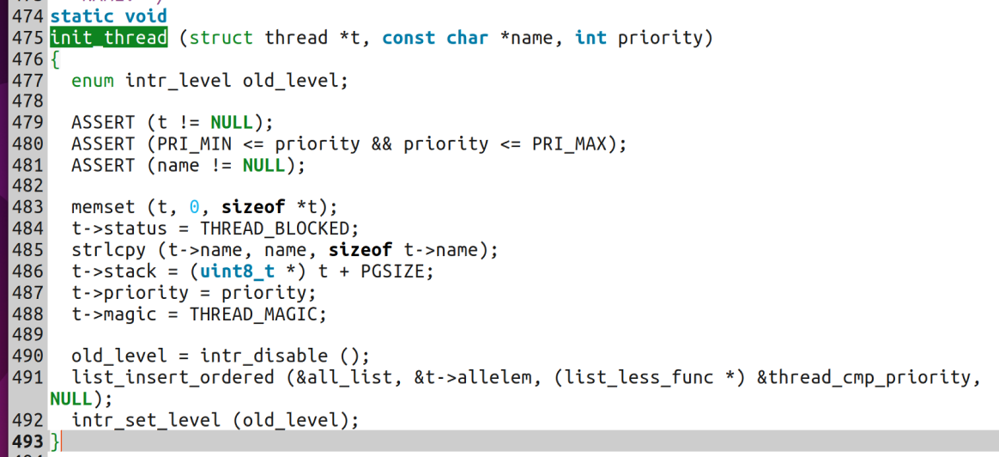 474 static void
475 init_thread (struct thread *t, const char *name, int priority)
476 {
477   enum intr_level old_level;
478
479   ASSERT (t != NULL);
480   ASSERT (PRI_MIN <= priority && priority <= PRI_MAX);
481   ASSERT (name != NULL);
482
483   memset (t, 0, sizeof *t);
484   t->status = THREAD_BLOCKED;
485   strlcpy (t->name, name, sizeof t->name);
486   t->stack = (uint8_t *) t + PGSIZE;
487   t->priority = priority;
488   t->magic = THREAD_MAGIC;
489
490   old_level = intr_disable ();
491   list_insert_ordered (&all_list, &t->allelem, (list_less_func *) &thread_cmp_priority,
NULL);
492   intr_set_level (old_level);
493 }